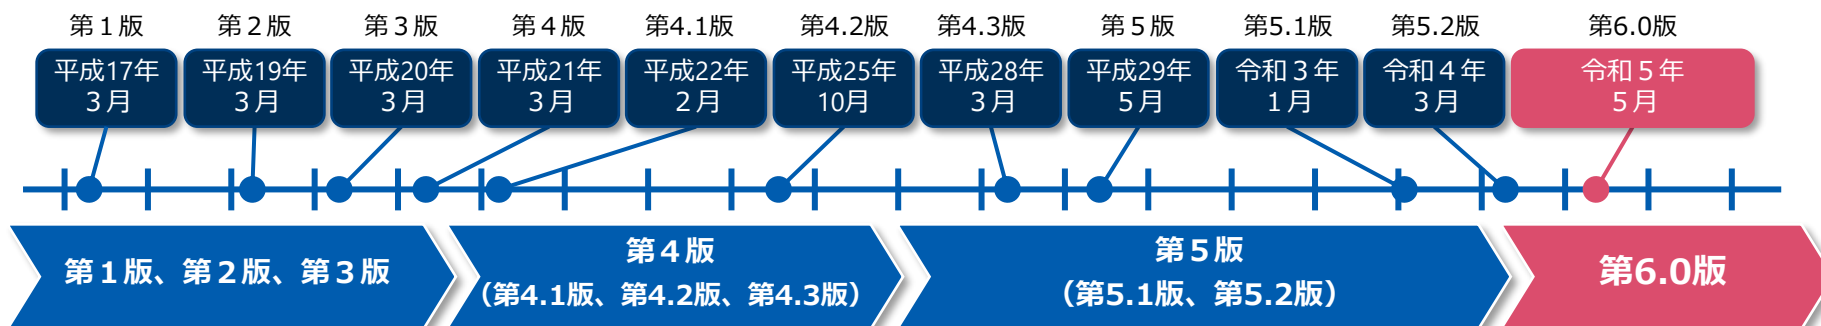 第１版
第２版
第３版
第４版
第4.1版
第4.2版
第4.3版
第５版
第5.1版
第5.2版
第6.0版
平成17年
３月
平成19年
３月
平成20年
３月
平成21年
３月
平成22年
２月
平成25年
10月
平成28年
３月
平成29年
５月
令和３年
１月
令和４年
３月
令和５年
５月
第１版、第２版、第３版
第４版
（第4.1版、第4.2版、第4.3版）
第５版
（第5.1版、第5.2版）
第6.0版